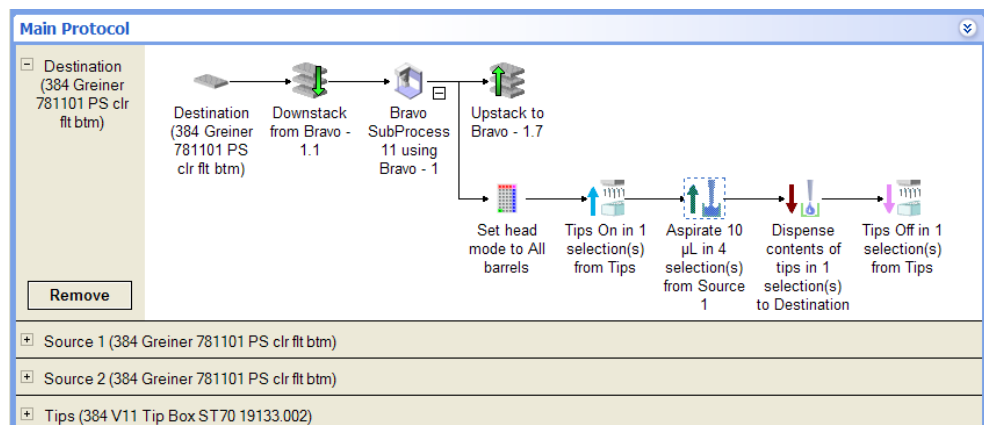 Main Protocol
Destination
(384 Greiner
781101 PS clr
flt btm)
Remove
Destination
(384 Greiner
781101 PS
clr flt btm)
Downstack
from Bravo -
1.1
Bravo
SubProcess
11 using
Bravo - 1
Upstack to
Bravo - 1.7
Set head
mode to All
barrels
Tips On in 1
selection(s)
from Tips
Aspirate 10
µL in 4
selection(s)
from Source
1
Dispense
contents of
tips in 1
selection(s)
to Destination
Tips Off in 1
selection(s)
from Tips
Source 1 (384 Greiner 781101 PS clr flt btm)
Source 2 (384 Greiner 781101 PS clr flt btm)
Tips (384 V11 Tip Box ST70 19133.002)